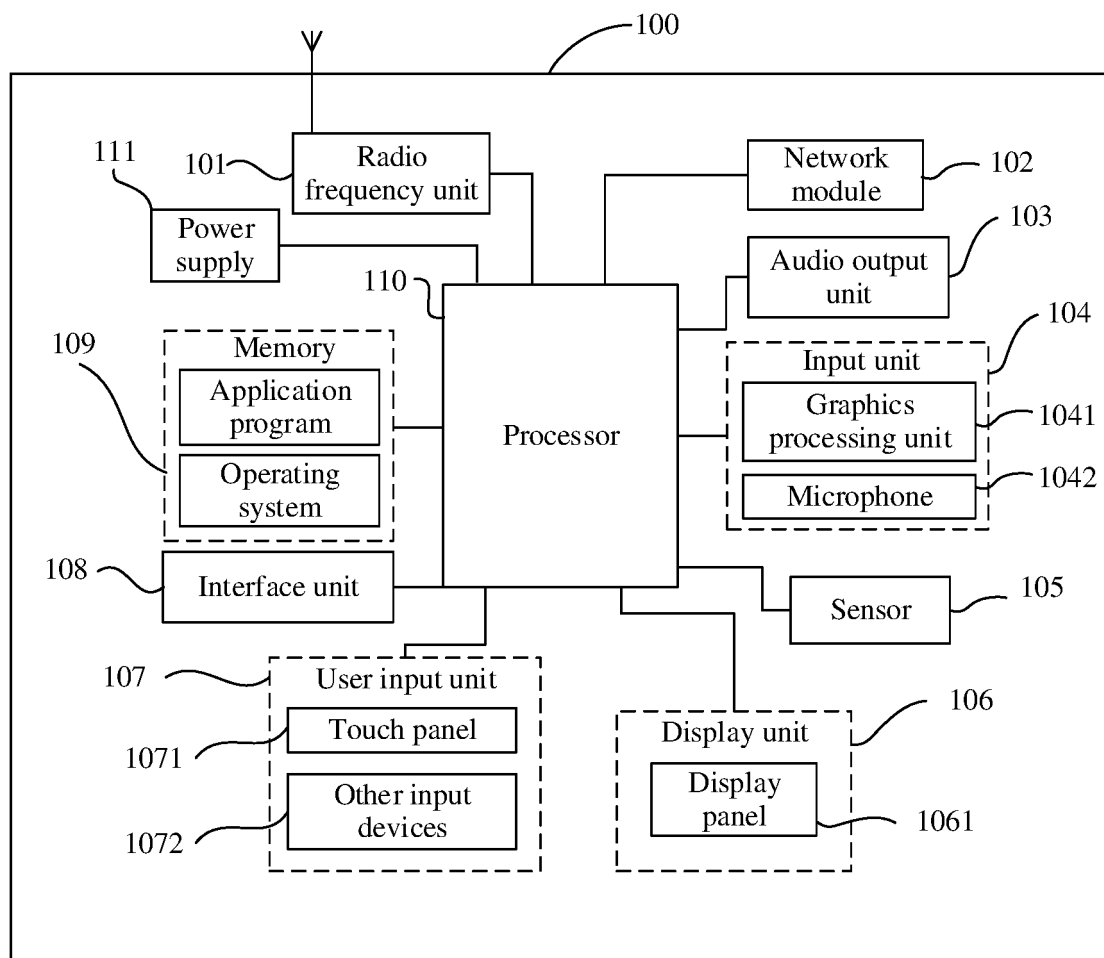 100
111
101
Radio
frequency unit
Network
module
102
Power
supply
110
Audio output
unit
103
109
Memory
Application
program
Operating
system
Processor
104
Input unit
Graphics
processing unit
1041
Microphone
1042
108
Interface unit
Sensor
105
107
User input unit
1071
Touch panel
1072
Other input
devices
106
Display unit
Display
panel
1061